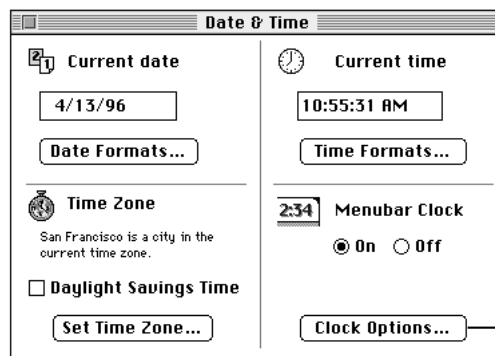 Date & Time
Current date
4/13/96
Date Formats...
Current time
10:55:31 AM
Time Formats...
Time Zone
San Francisco is a city in the
current time zone.
Daylight Savings Time
Set Time Zone...
2:34
Menubar Clock
On Off
Clock Options...